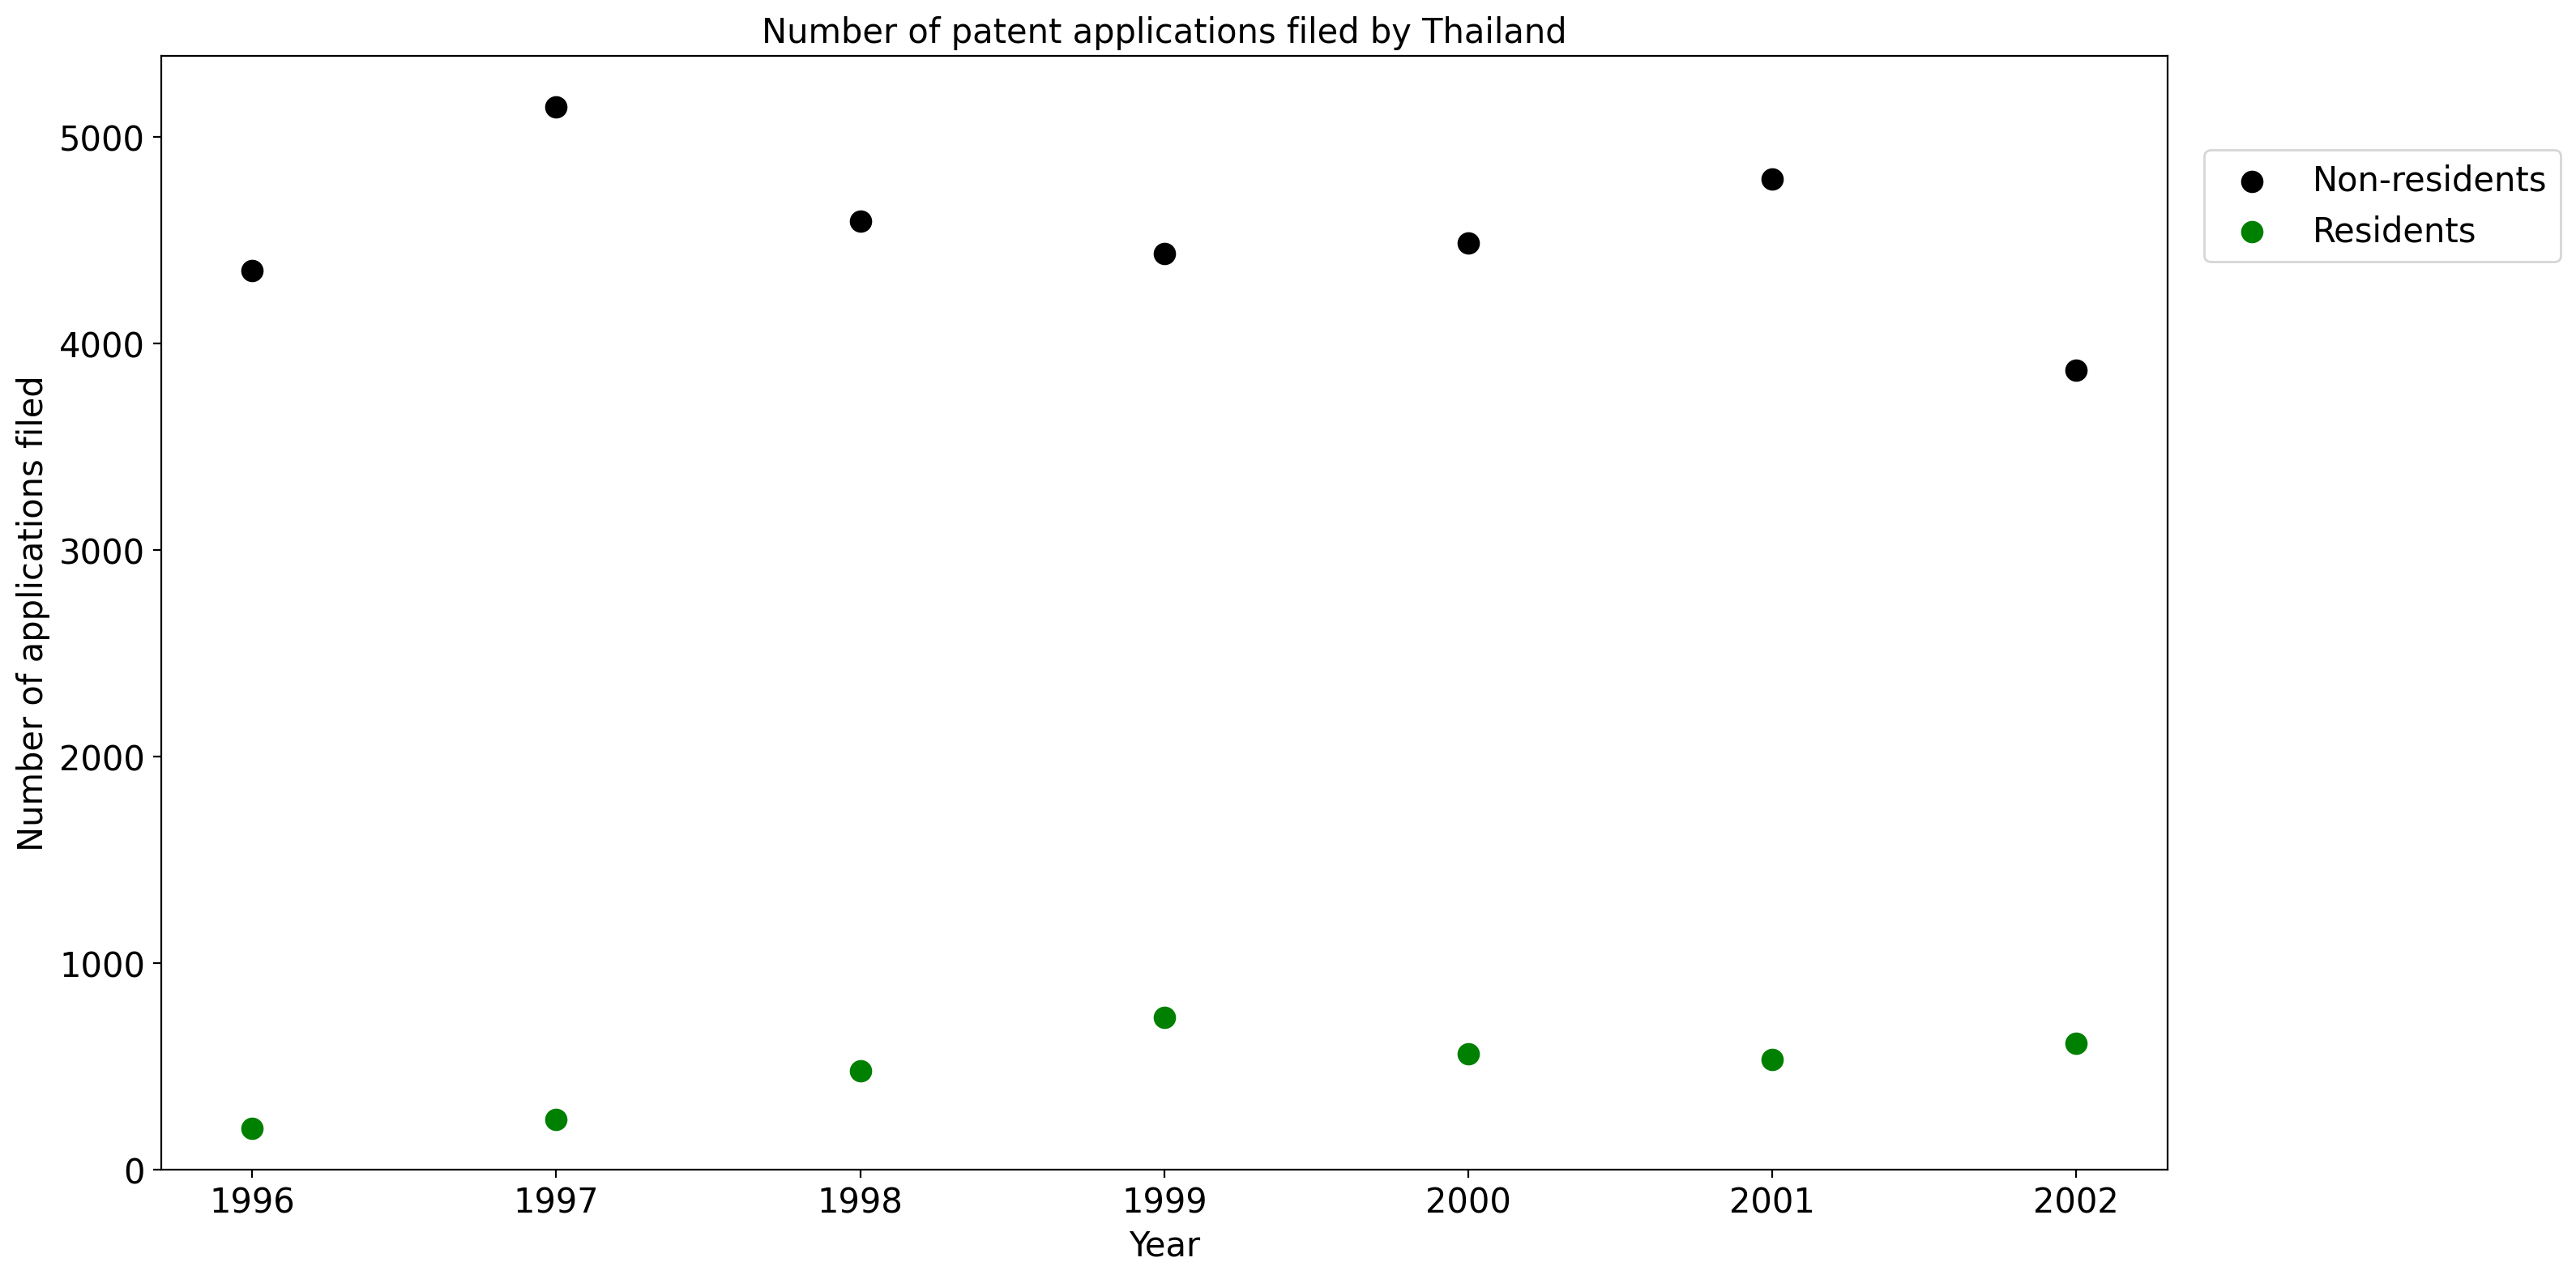 Number of patent applications filed by Thailand
Number of applications filed
5000
4000
3000
2000
1000
0
1996 1997 1998 1999 2000 2001 2002
Year
Non-residents
Residents